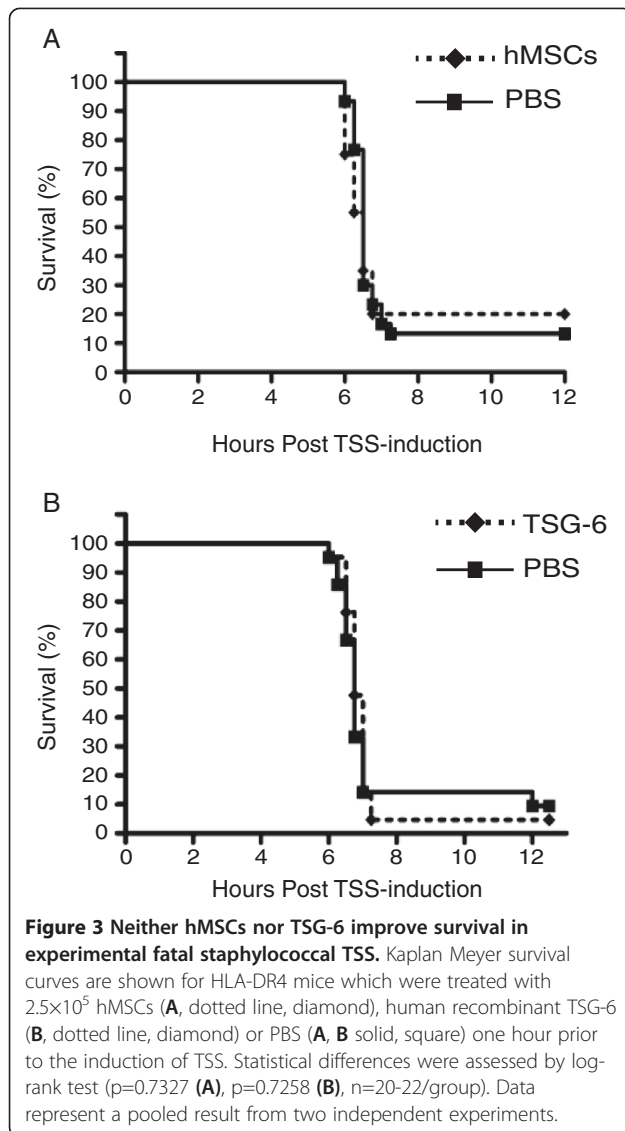 A
hMSCs
PBS
100
90
80
70
60
50
40
30
20
10
0
Survival (%)
0 2 4 6 8 10 12
Hours Post TSS-induction
B
TSG-6
PBS
100
90
80
70
60
50
40
30
20
10
0
Survival (%)
0 2 4 6 8 10 12
Hours Post TSS-induction
Figure 3 Neither hMSCs nor TSG-6 improve survival in
experimental fatal staphylococcal TSS. Kaplan Meyer survival
curves are shown for HLA-DR4 mice which were treated with
2.5×10⁵ hMSCs (A, dotted line, diamond), human recombinant TSG-6
(B, dotted line, diamond) or PBS (A, B solid, square) one hour prior
to the induction of TSS. Statistical differences were assessed by log-
rank test (p=0.7327 (A), p=0.7258 (B), n=20-22/group). Data
represent a pooled result from two independent experiments.